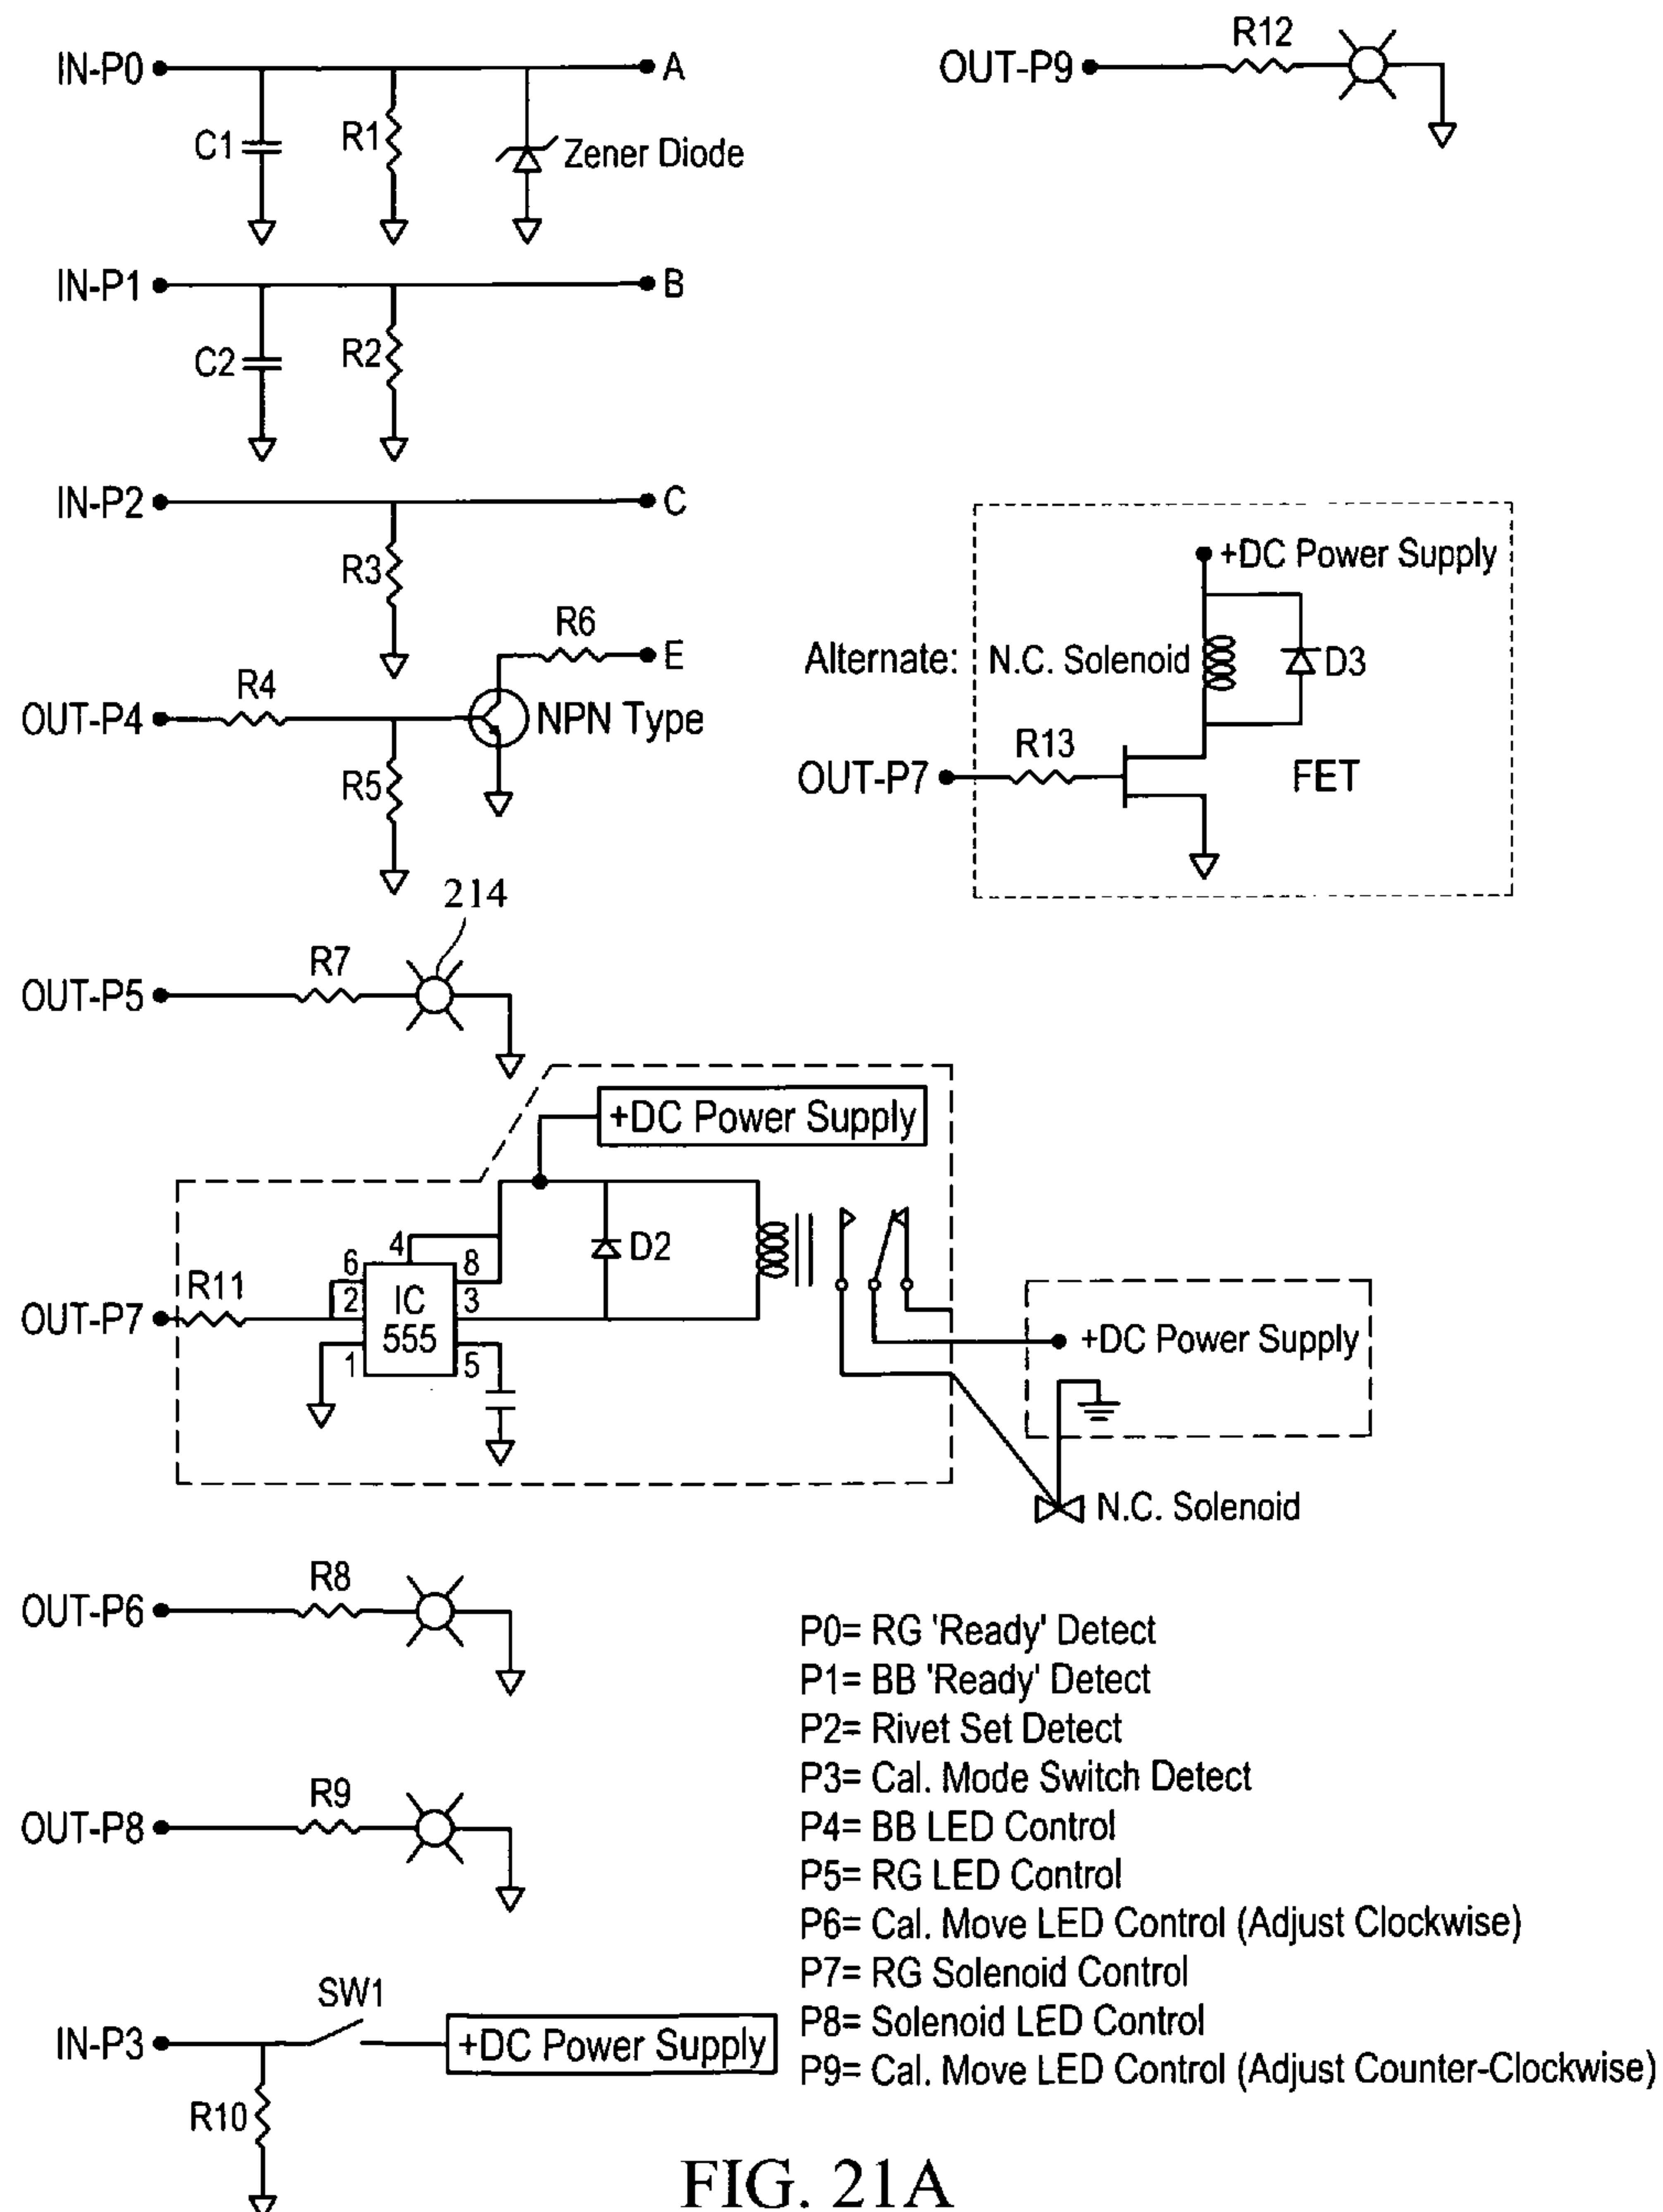 IN-P0
A
C1
R1
Zener Diode
OUT-P9
R12
IN-P1
B
C2
R2
IN-P2
C
R3
OUT-P4
R4
R5
R6
E
NPN Type
Alternate:
+DC Power Supply
N.C. Solenoid
D3
OUT-P7
R13
FET
214
OUT-P5
R7
+DC Power Supply
OUT-P7
R11
6
2
4
8
3
1
5
IC
555
D2
+DC Power Supply
N.C. Solenoid
OUT-P6
R8
OUT-P8
R9
IN-P3
SW1
+DC Power Supply
R10
P0= RG 'Ready' Detect
P1= BB 'Ready' Detect
P2= Rivet Set Detect
P3= Cal. Mode Switch Detect
P4= BB LED Control
P5= RG LED Control
P6= Cal. Move LED Control (Adjust Clockwise)
P7= RG Solenoid Control
P8= Solenoid LED Control
P9= Cal. Move LED Control (Adjust Counter-Clockwise)
FIG. 21A